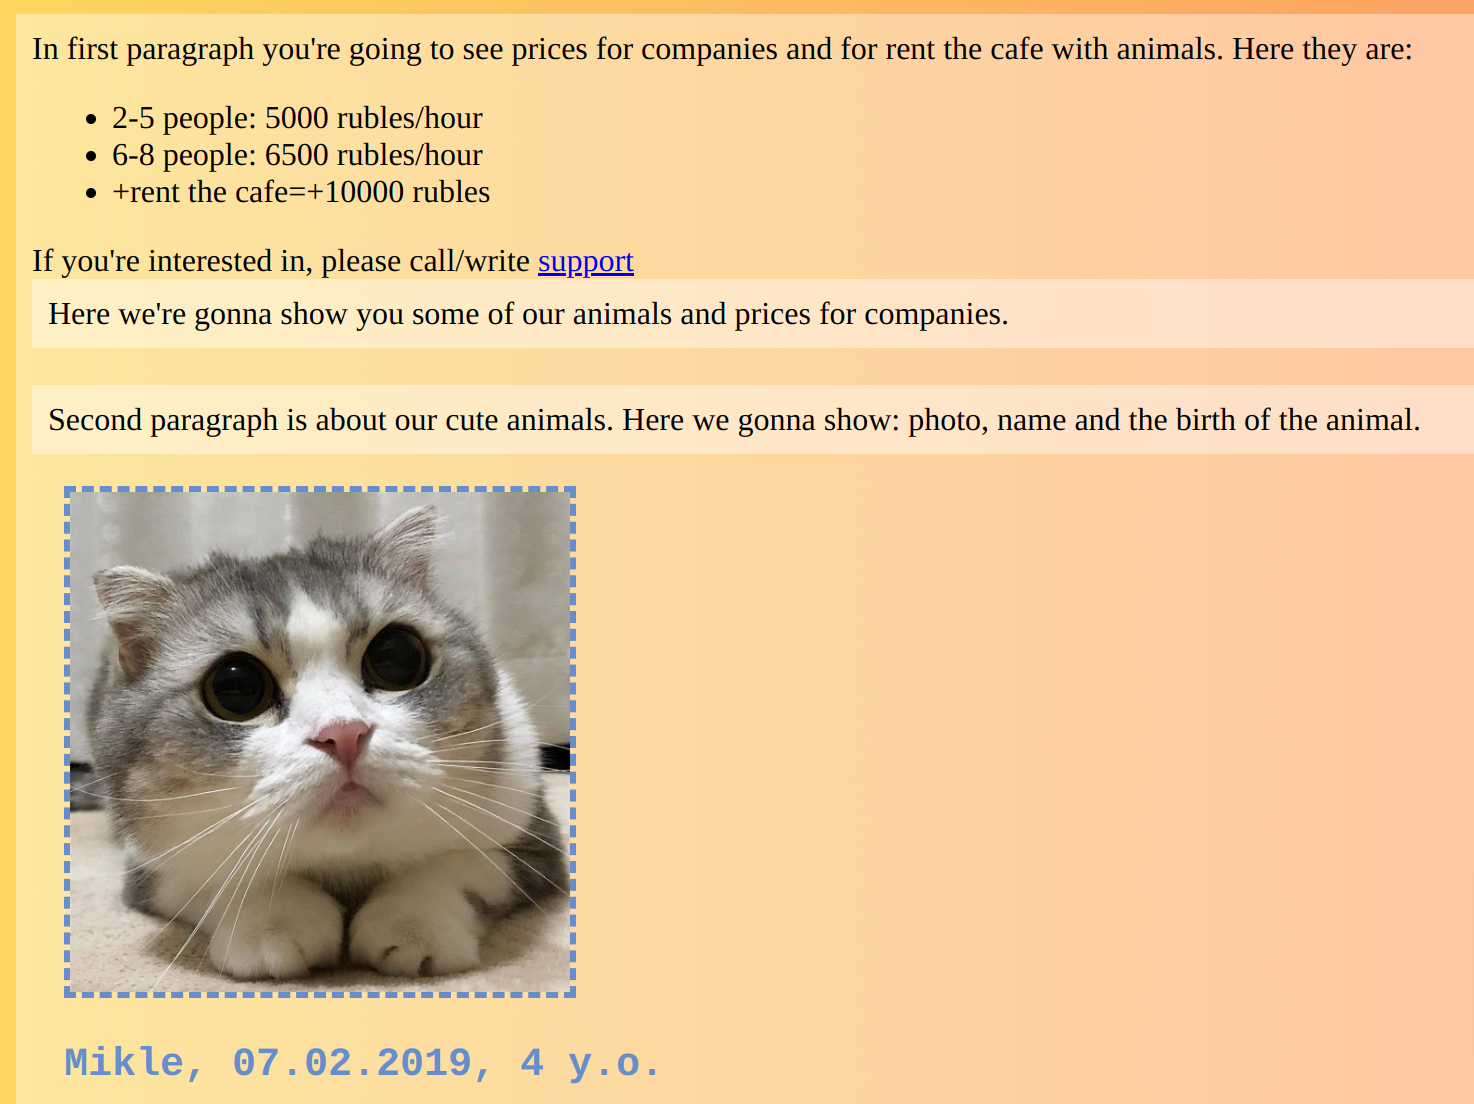 In first paragraph you're going to see prices for companies and for rent the cafe with animals. Here they are:
2-5 people: 5000 rubles/hour
6-8 people: 6500 rubles/hour
+rent the cafe=+10000 rubles
If you're interested in, please call/write support
Here we're gonna show you some of our animals and prices for companies.
Second paragraph is about our cute animals. Here we gonna show: photo, name and the birth of the animal.
Mikle, 07.02.2019, 4 y.o.